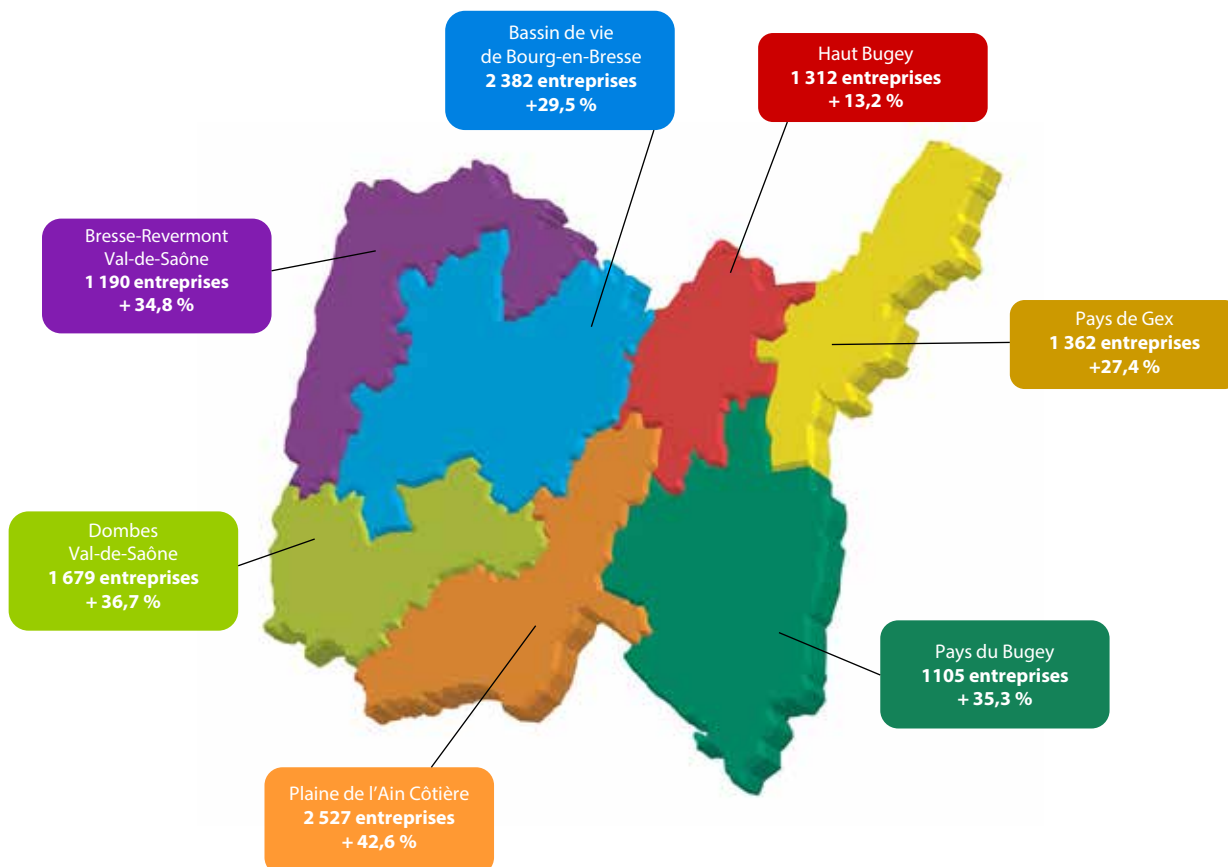 Bassin de vie
de Bourg-en-Bresse
2 382 entreprises
+29,5 %
Haut Bugey
1 312 entreprises
+ 13,2 %
Bresse-Revermont
Val-de-Saône
1 190 entreprises
+ 34,8 %
Pays de Gex
1 362 entreprises
+27,4 %
Dombes
Val-de-Saône
1 679 entreprises
+ 36,7 %
Pays du Bugey
1105 entreprises
+ 35,3 %
Plaine de l'Ain Côtière
2 527 entreprises
+ 42,6 %